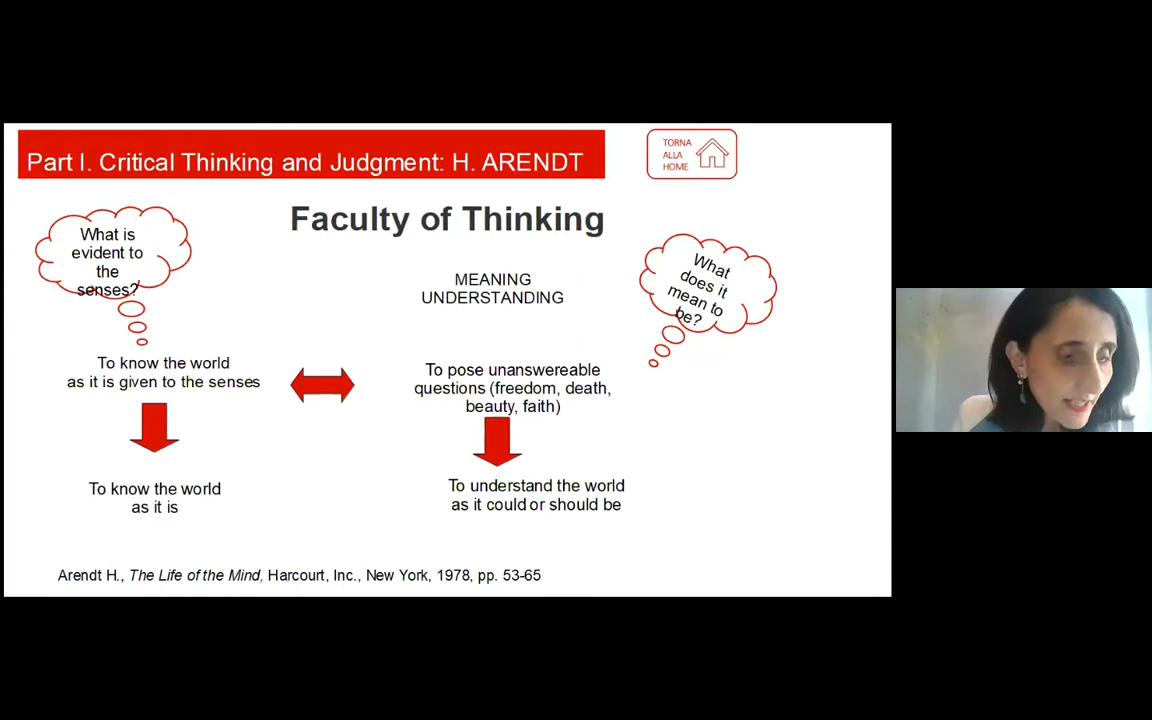 Part I. Critical Thinking and Judgment: H. ARENDT
TORNA
ALLA
HOME
Faculty of Thinking
What is
evident to
the
senses?
MEANING
UNDERSTANDING
What
does it
mean to
be?
To know the world
as it is given to the senses
To pose unanswereable
questions (freedom, death,
beauty, faith)
To know the world
as it is
To understand the world
as it could or should be
Arendt H., The Life of the Mind, Harcourt, Inc., New York, 1978, pp. 53-65